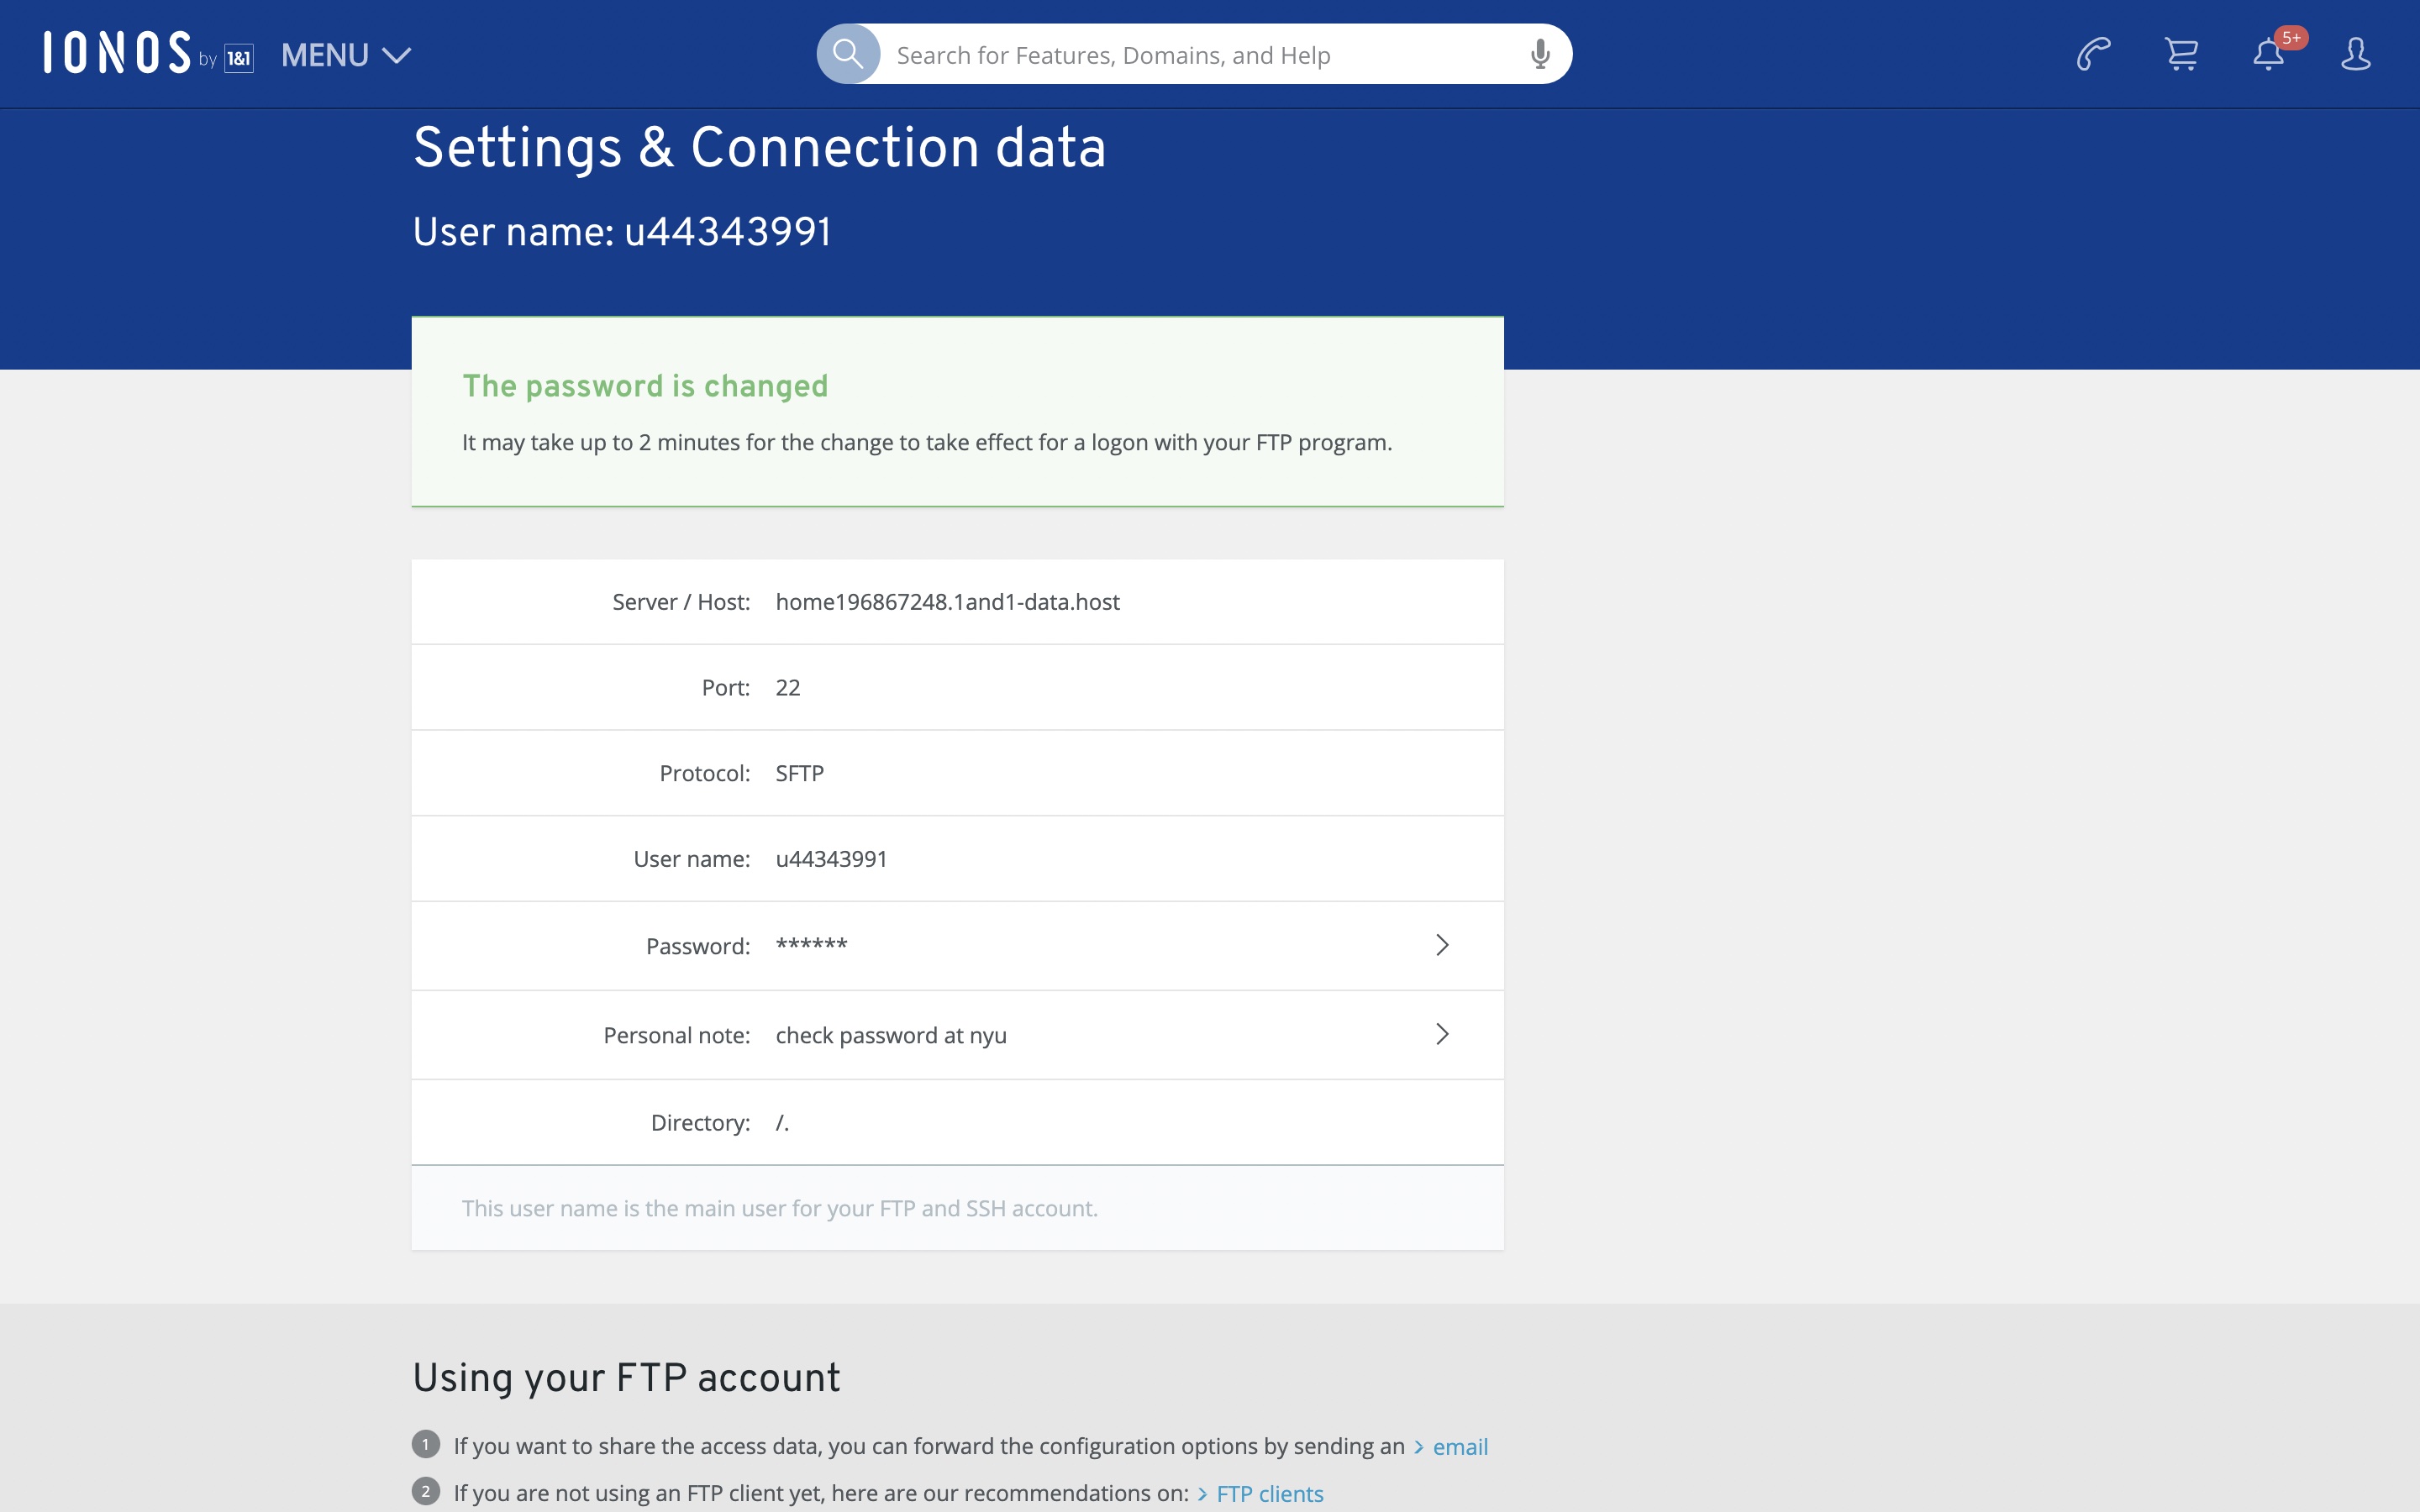 IONOS by 1&1 MENU Search for Features, Domains, and Help 5+
Settings & Connection data
User name: u44343991
The password is changed
It may take up to 2 minutes for the change to take effect for a logon with your FTP program.
Server / Host: home196867248.1and1-data.host
Port: 22
Protocol: SFTP
User name: u44343991
Password: ******
Personal note: check password at nyu
Directory: /.
This user name is the main user for your FTP and SSH account.
Using your FTP account
1 If you want to share the access data, you can forward the configuration options by sending an > email
2 If you are not using an FTP client yet, here are our recommendations on: > FTP clients